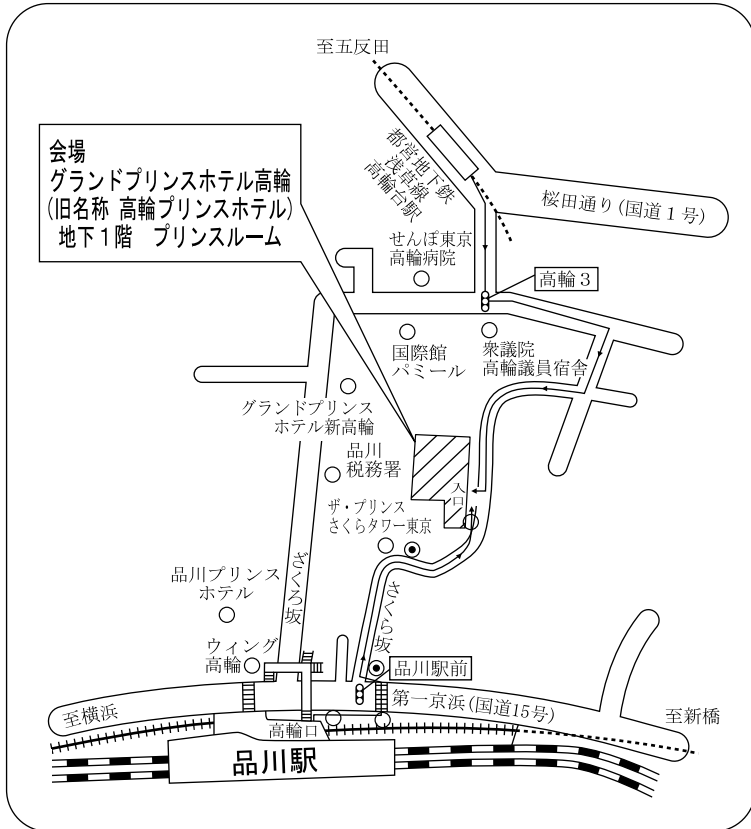 至五反田
会場
グランドプリンスホテル高輪
(旧名称 高輪プリンスホテル)
地下1階 プリンスルーム
都営地下鉄
浅草線
高輪台駅
桜田通り(国道1号)
せんぽ東京
高輪病院
高輪3
国際館
パミール
衆議院
高輪議員宿舎
グランドプリンス
ホテル新高輪
品川
税務署
入口
ザ・プリンス
さくらタワー東京
ざくろ坂
さくら坂
品川プリンス
ホテル
ウィング
高輪
品川駅前
第一京浜(国道15号)
至横浜
至新橋
高輪口
品川駅